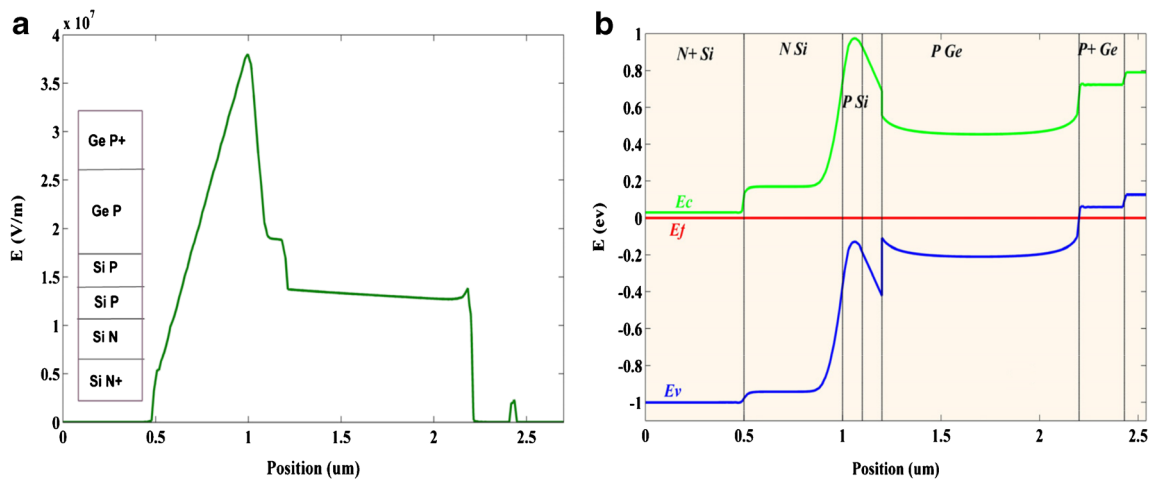 a
x 10⁷
4
3.5
3
2.5
2
1.5
1
0.5
0
E (V/m)
Ge P+
Ge P
Si P
Si P
Si N
Si N+
0 0.5 1 1.5 2 2.5
Position (um)
b
1
0.8
0.6
0.4
0.2
0
-0.2
-0.4
-0.6
-0.8
-1
E (ev)
N+ Si
N Si
P Si
P Ge
P+ Ge
Ec
Ef
Ev
0 0.5 1 1.5 2 2.5
Position (um)